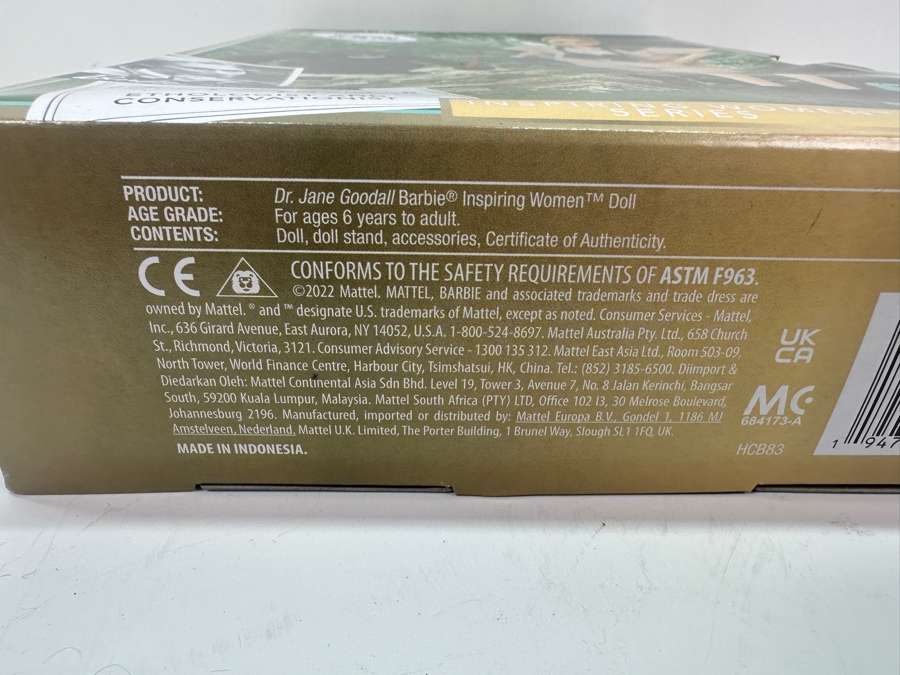 CONSERVATIONIST
SERIES
PRODUCT: Dr. Jane Goodall Barbie® Inspiring Women™ Doll
AGE GRADE: For ages 6 years to adult.
CONTENTS: Doll, doll stand, accessories, Certificate of Authenticity.
CE
CONFORMS TO THE SAFETY REQUIREMENTS OF ASTM F963.
©2022 Mattel. MATTEL, BARBIE and associated trademarks and trade dress are
owned by Mattel. ® and ™ designate U.S. trademarks of Mattel, except as noted. Consumer Services - Mattel,
Inc., 636 Girard Avenue, East Aurora, NY 14052, U.S.A. 1-800-524-8697. Mattel Australia Pty. Ltd., 658 Church
St., Richmond, Victoria, 3121. Consumer Advisory Service - 1300 135 312. Mattel East Asia Ltd., Room 503-09,
North Tower, World Finance Centre, Harbour City, Tsimshatsui, HK, China. Tel.: (852) 3185-6500. Diimport &
Diedarkan Oleh: Mattel Continental Asia Sdn Bhd. Level 19, Tower 3, Avenue 7, No. 8 Jalan Kerinchi, Bangsar
South, 59200 Kuala Lumpur, Malaysia. Mattel South Africa (PTY) LTD, Office 102 I3, 30 Melrose Boulevard,
Johannesburg 2196. Manufactured, imported or distributed by: Mattel Europa B.V., Gondel 1, 1186 MJ
Amstelveen, Nederland. Mattel U.K. Limited, The Porter Building, 1 Brunel Way, Slough SL1 1FQ, UK.
MADE IN INDONESIA.
UK
CA
MC
684173-A
HCB83
1 947